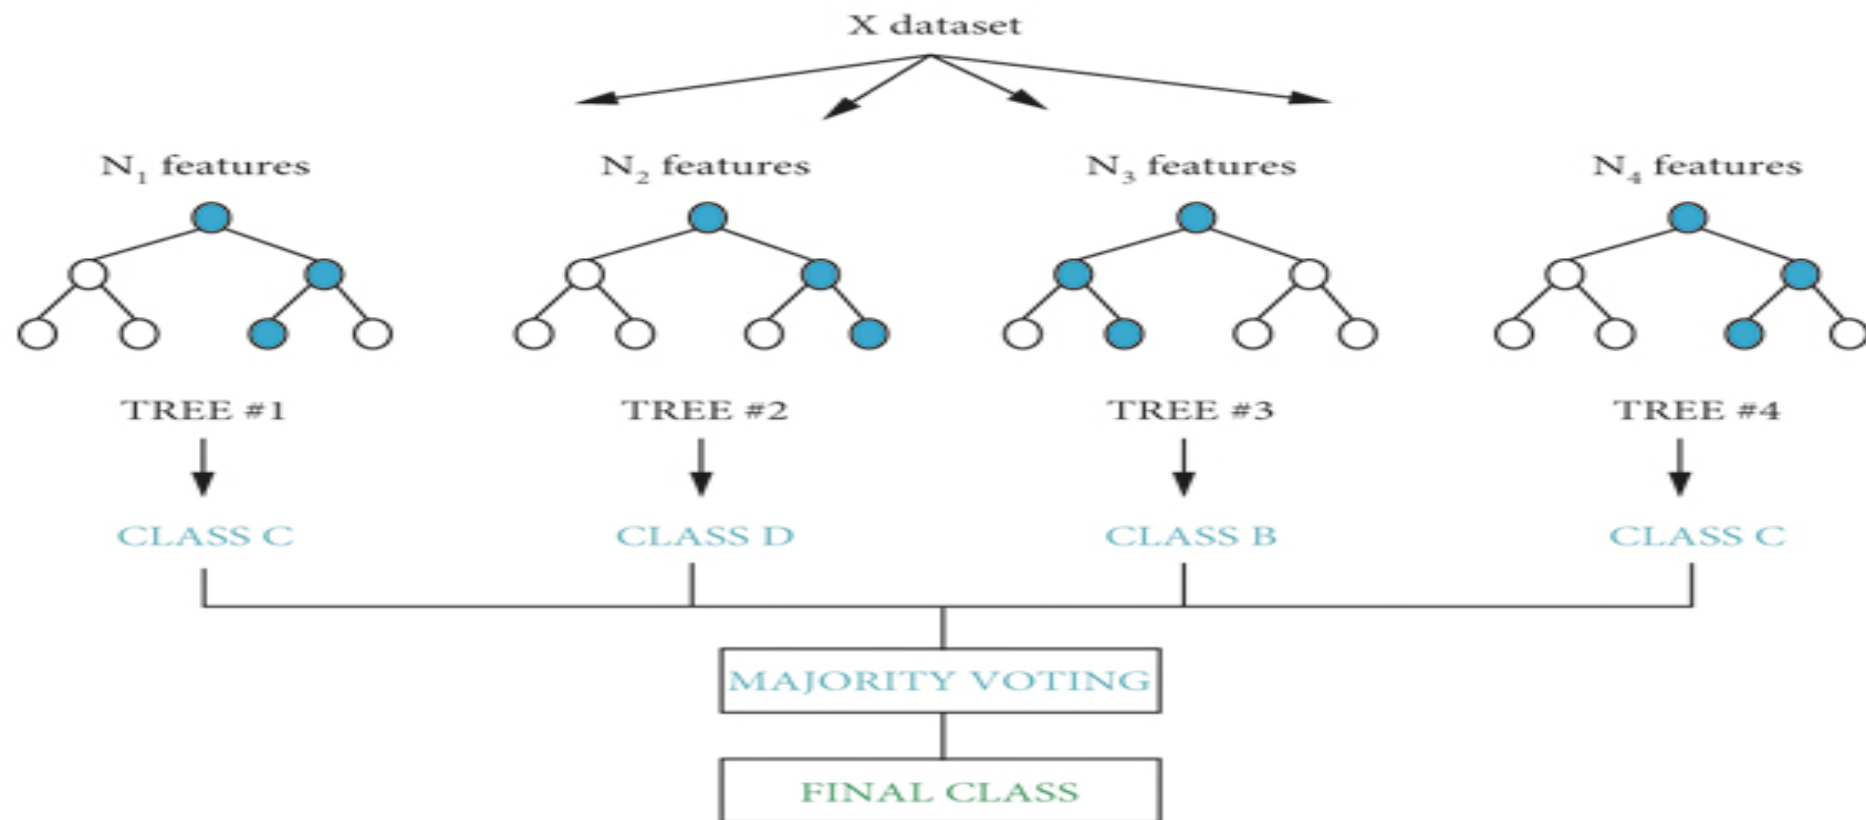 X dataset
N₁ features N₂ features N₃ features N₄ features
TREE #1 TREE #2 TREE #3 TREE #4
CLASS C CLASS D CLASS B CLASS C
MAJORITY VOTING
FINAL CLASS